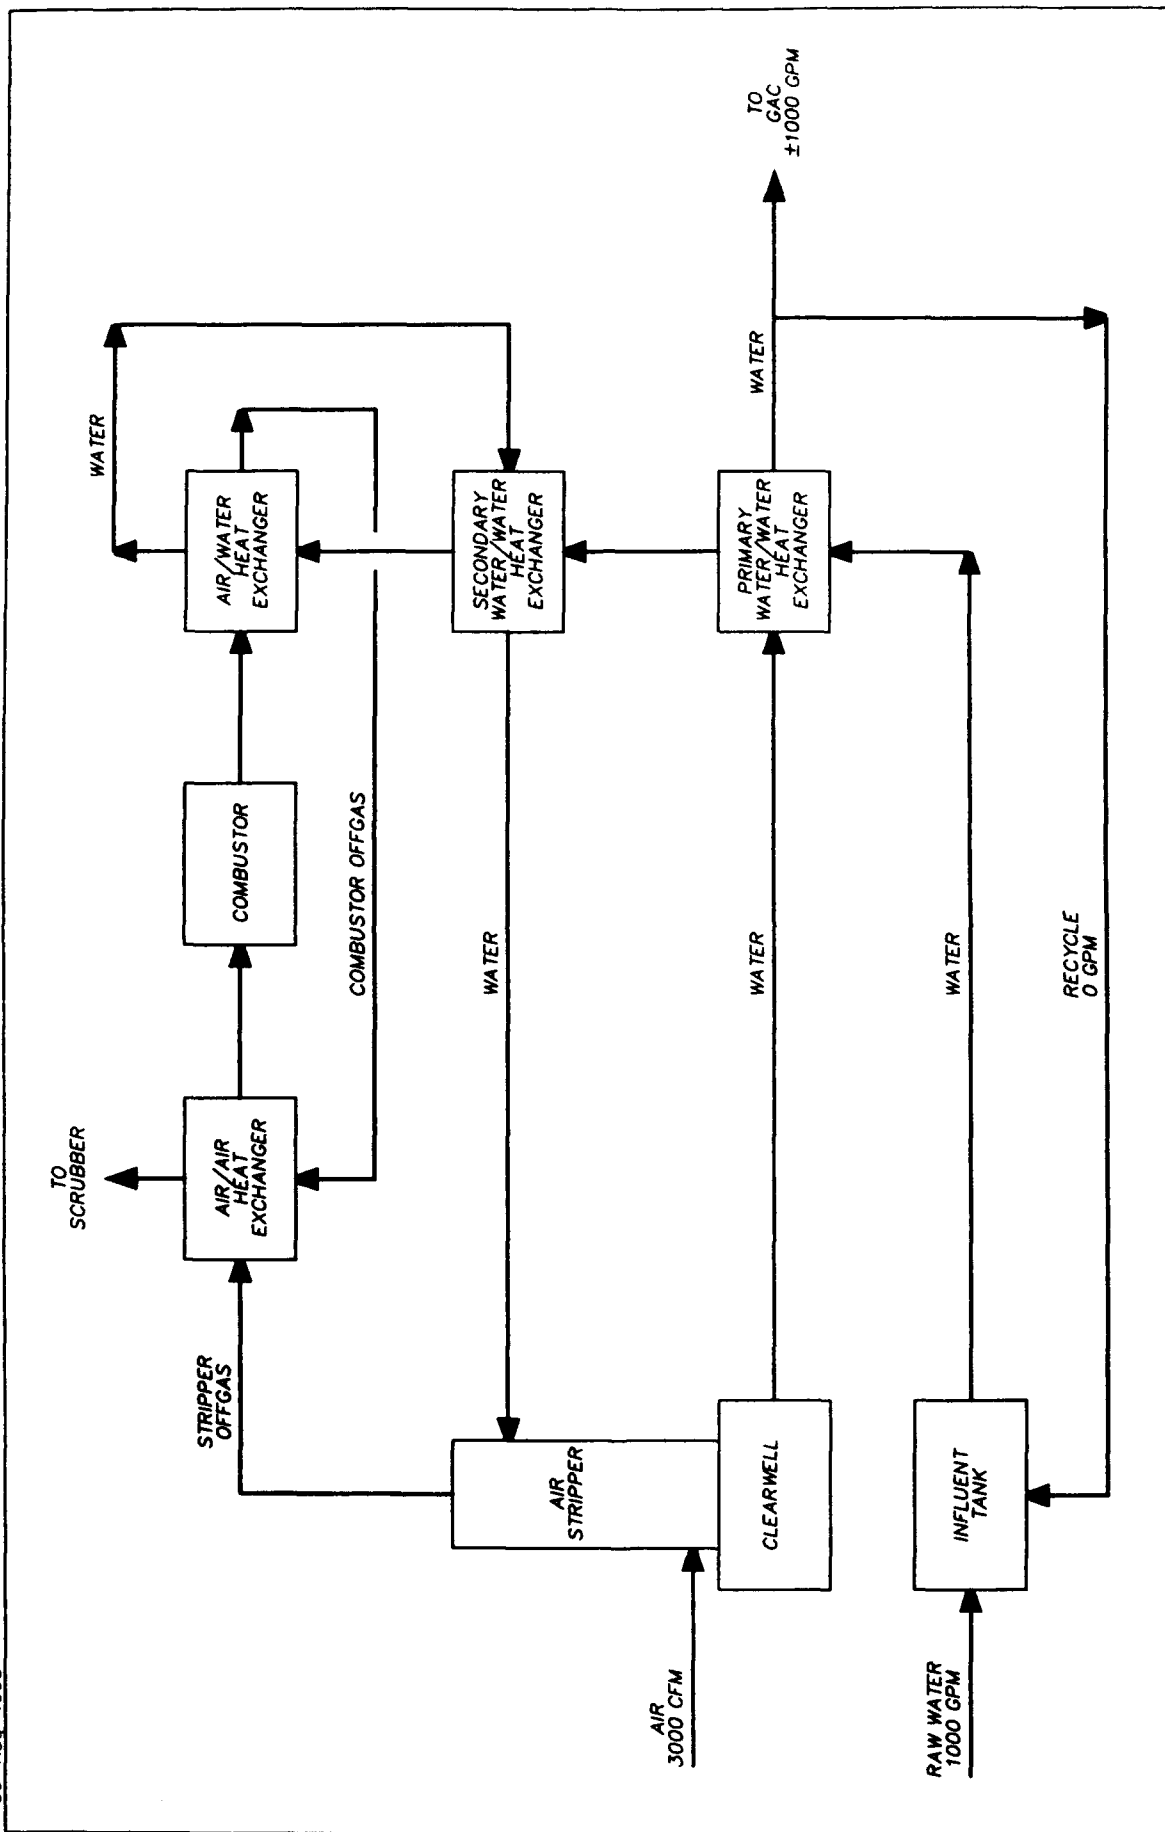 TO
SCRUBBER
WATER
AIR/AIR
HEAT
EXCHANGER
COMBUSTOR
AIR/WATER
HEAT
EXCHANGER
STRIPPER
OFFGAS
COMBUSTOR OFFGAS
AIR
STRIPPER
WATER
SECONDARY
WATER/WATER
HEAT
EXCHANGER
AIR
3000 CFM
CLEARWELL
WATER
PRIMARY
WATER/WATER
HEAT
EXCHANGER
WATER
TO
GAC
±1000 GPM
RAW WATER
1000 GPM
INFLUENT
TANK
WATER
RECYCLE
0 GPM